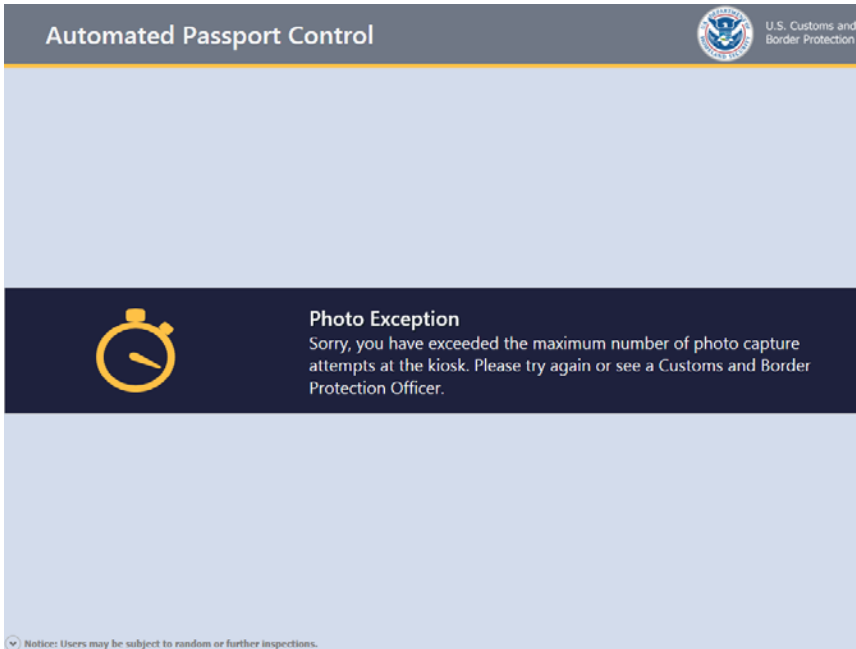 Automated Passport Control
U.S. Customs and
Border Protection
Photo Exception
Sorry, you have exceeded the maximum number of photo capture
attempts at the kiosk. Please try again or see a Customs and Border
Protection Officer.
Notice: Users may be subject to random or further inspections.